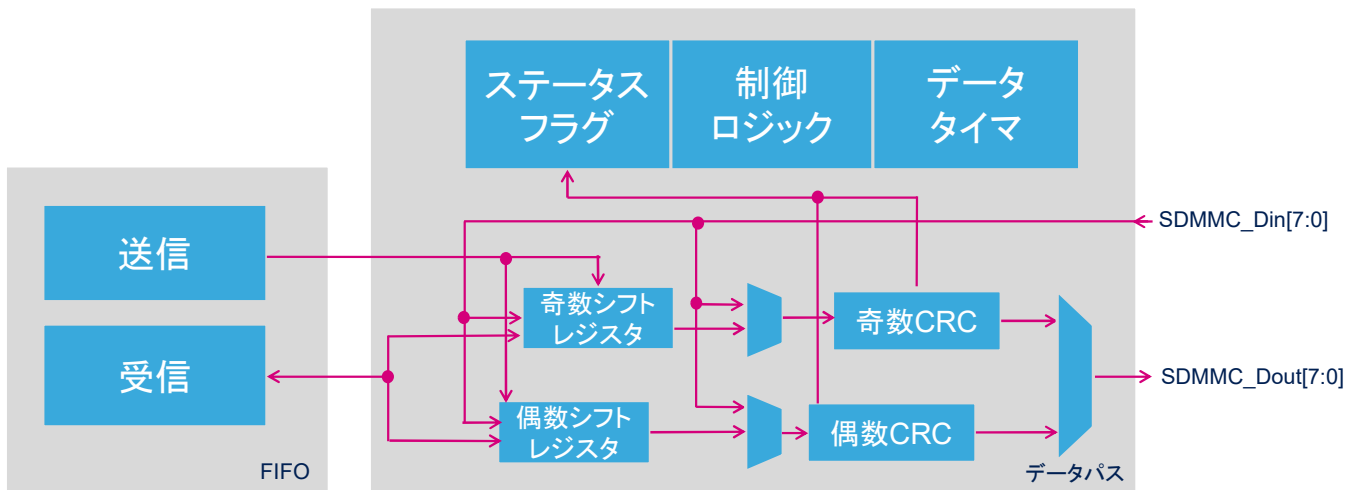 ステータス
フラグ
制御
ロジック
データ
タイマ
送信
受信
FIFO
SDMMC_Din[7:0]
奇数シフト
レジスタ
奇数CRC
SDMMC_Dout[7:0]
偶数シフト
レジスタ
偶数CRC
データパス